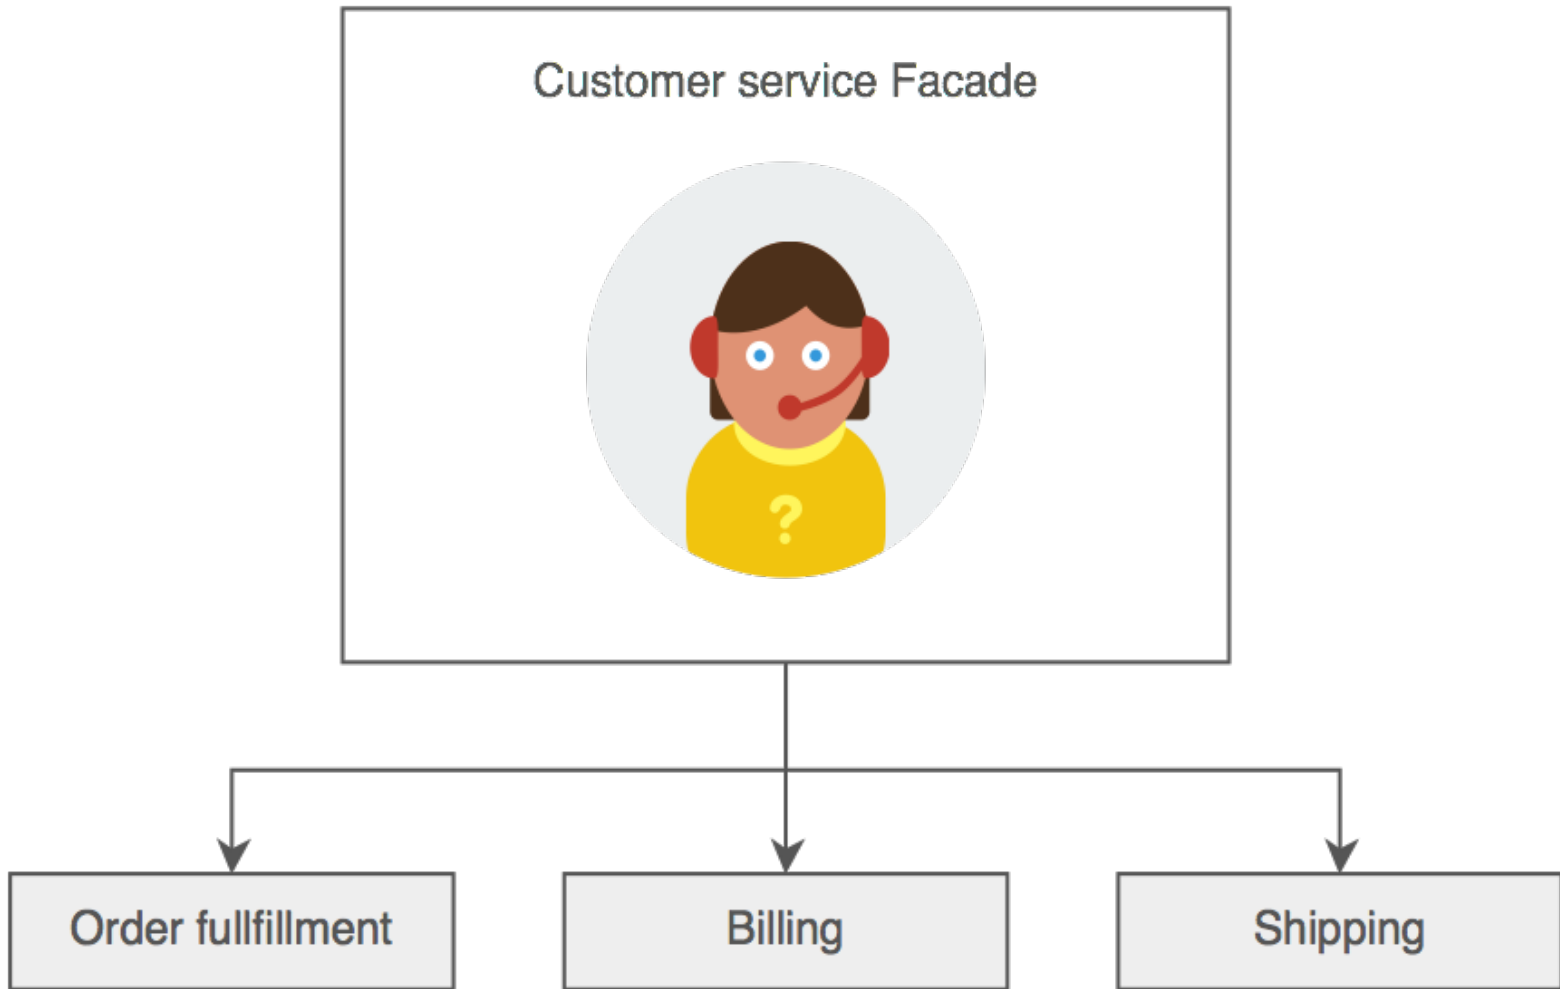 Customer service Facade
?
Order fullfillment
Billing
Shipping